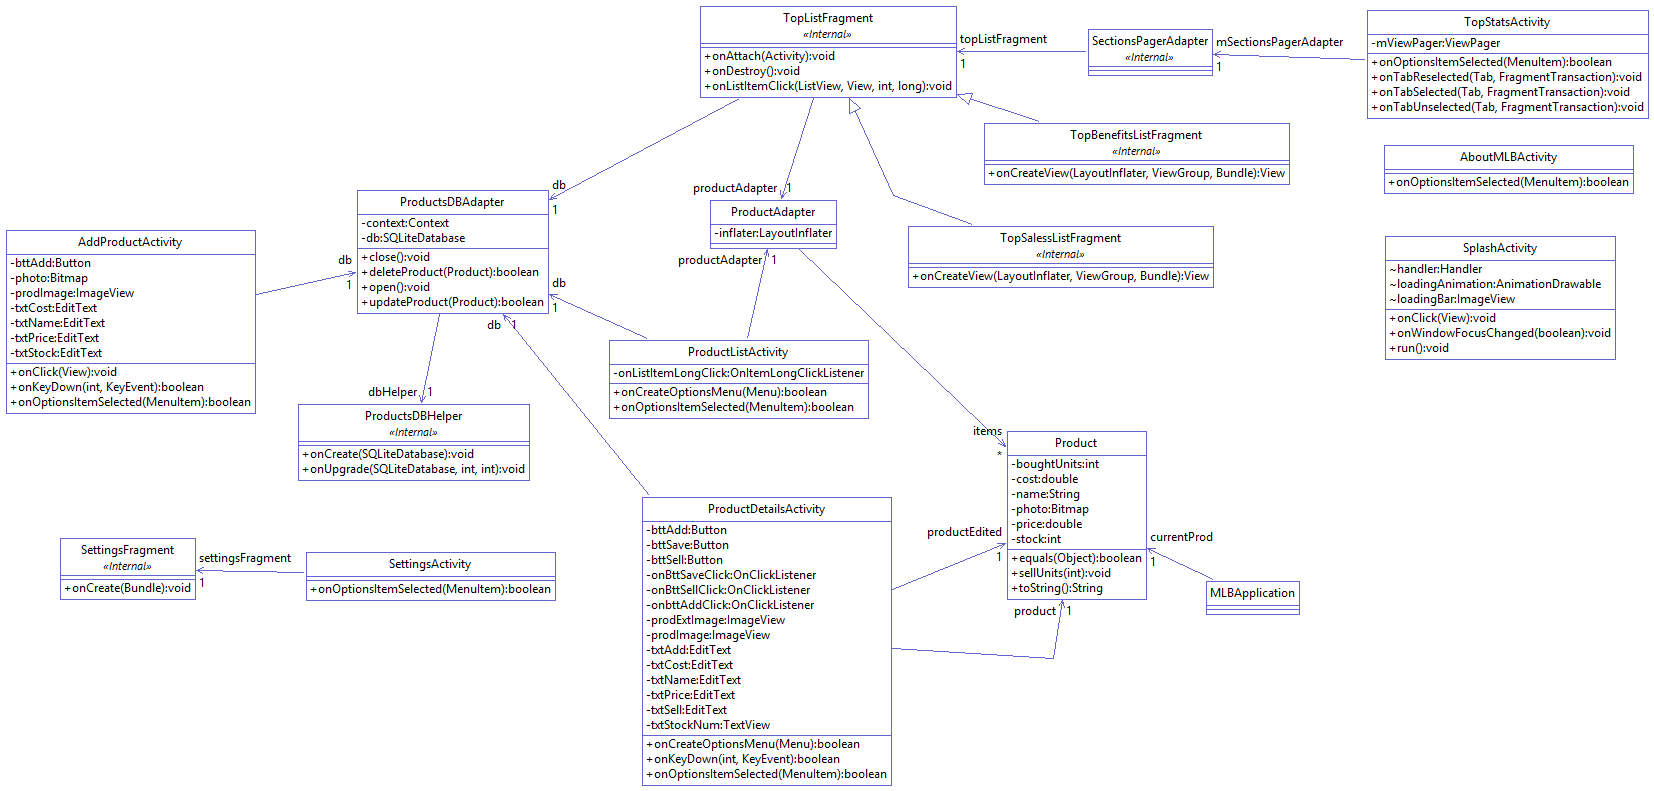 TopListFragment
«Internal»
+onAttach(Activity):void
+onDestroy():void
+onListItemClick(ListView, View, int, long):void
topListFragment
1
SectionsPagerAdapter
«Internal»
mSectionsPagerAdapter
1
TopStatsActivity
-mViewPager:ViewPager
+onOptionsItemSelected(MenuItem):boolean
+onTabReselected(Tab, FragmentTransaction):void
+onTabSelected(Tab, FragmentTransaction):void
+onTabUnselected(Tab, FragmentTransaction):void
TopBenefitsListFragment
«Internal»
+onCreateView(LayoutInflater, ViewGroup, Bundle):View
AboutMLBActivity
+onOptionsItemSelected(MenuItem):boolean
db
1
productAdapter
1
ProductsDBAdapter
-context:Context
-db:SQLiteDatabase
+close():void
+deleteProduct(Product):boolean
+open():void
+updateProduct(Product):boolean
ProductAdapter
-inflater:LayoutInflater
productAdapter
1
TopSalessListFragment
«Internal»
+onCreateView(LayoutInflater, ViewGroup, Bundle):View
SplashActivity
~handler:Handler
~loadingAnimation:AnimationDrawable
~loadingBar:ImageView
+onClick(View):void
+onWindowFocusChanged(boolean):void
+run():void
AddProductActivity
-bttAdd:Button
-photo:Bitmap
-prodImage:ImageView
-txtCost:EditText
-txtName:EditText
-txtPrice:EditText
-txtStock:EditText
+onClick(View):void
+onKeyDown(int, KeyEvent):boolean
+onOptionsItemSelected(MenuItem):boolean
db
1
db
1
db
1
ProductListActivity
-onListItemLongClick:OnItemLongClickListener
+onCreateOptionsMenu(Menu):boolean
+onOptionsItemSelected(MenuItem):boolean
dbHelper
1
ProductsDBHelper
«Internal»
+onCreate(SQLiteDatabase):void
+onUpgrade(SQLiteDatabase, int, int):void
items
*
Product
-boughtUnits:int
-cost:double
-name:String
-photo:Bitmap
-price:double
-stock:int
+equals(Object):boolean
+sellUnits(int):void
+toString():String
productEdited
1
currentProd
1
product
1
MLBApplication
ProductDetailsActivity
-bttAdd:Button
-bttSave:Button
-bttSell:Button
-onBttSaveClick:OnClickListener
-onBttSellClick:OnClickListener
-onbttAddClick:OnClickListener
-prodExtImage:ImageView
-prodImage:ImageView
-txtAdd:EditText
-txtCost:EditText
-txtName:EditText
-txtPrice:EditText
-txtSell:EditText
-txtStockNum:TextView
+onCreateOptionsMenu(Menu):boolean
+onKeyDown(int, KeyEvent):boolean
+onOptionsItemSelected(MenuItem):boolean
SettingsFragment
«Internal»
+onCreate(Bundle):void
settingsFragment
1
SettingsActivity
+onOptionsItemSelected(MenuItem):boolean